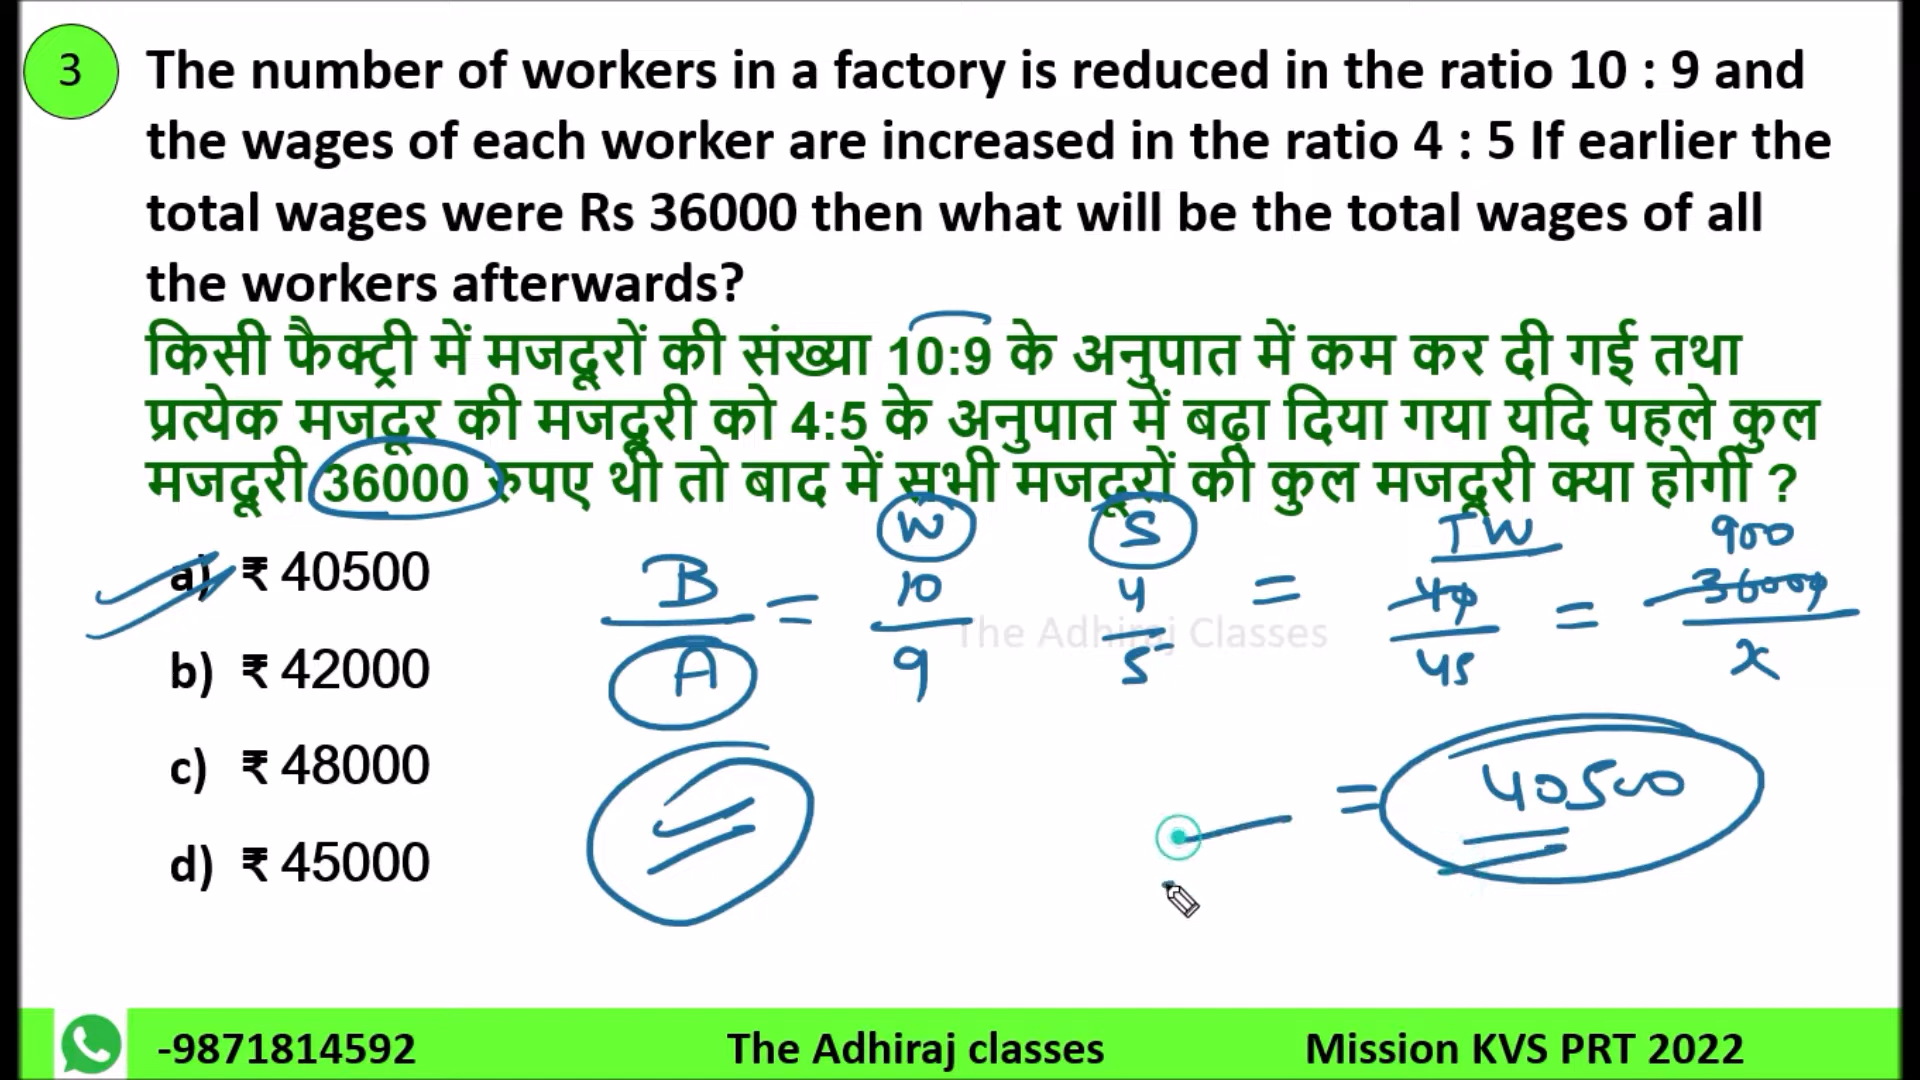 3
The number of workers in a factory is reduced in the ratio 10 : 9 and
the wages of each worker are increased in the ratio 4 : 5 If earlier the
total wages were Rs 36000 then what will be the total wages of all
the workers afterwards?
किसी फैक्ट्री में मजदूरों की संख्या 10:9 के अनुपात में कम कर दी गई तथा
प्रत्येक मजदूर की मजदूरी को 4:5 के अनुपात में बढ़ा दिया गया यदि पहले कुल
मजदूरी 36000 रुपए थी तो बाद में सभी मजदूरों की कुल मजदूरी क्या होगी ?
W S TW 900
a) ₹ 40500
B = 10 4 = 40 = 36000
A 9 5 45 x
The Adhiraj Classes
b) ₹ 42000
c) ₹ 48000
= 40500
d) ₹ 45000
-9871814592 The Adhiraj classes Mission KVS PRT 2022